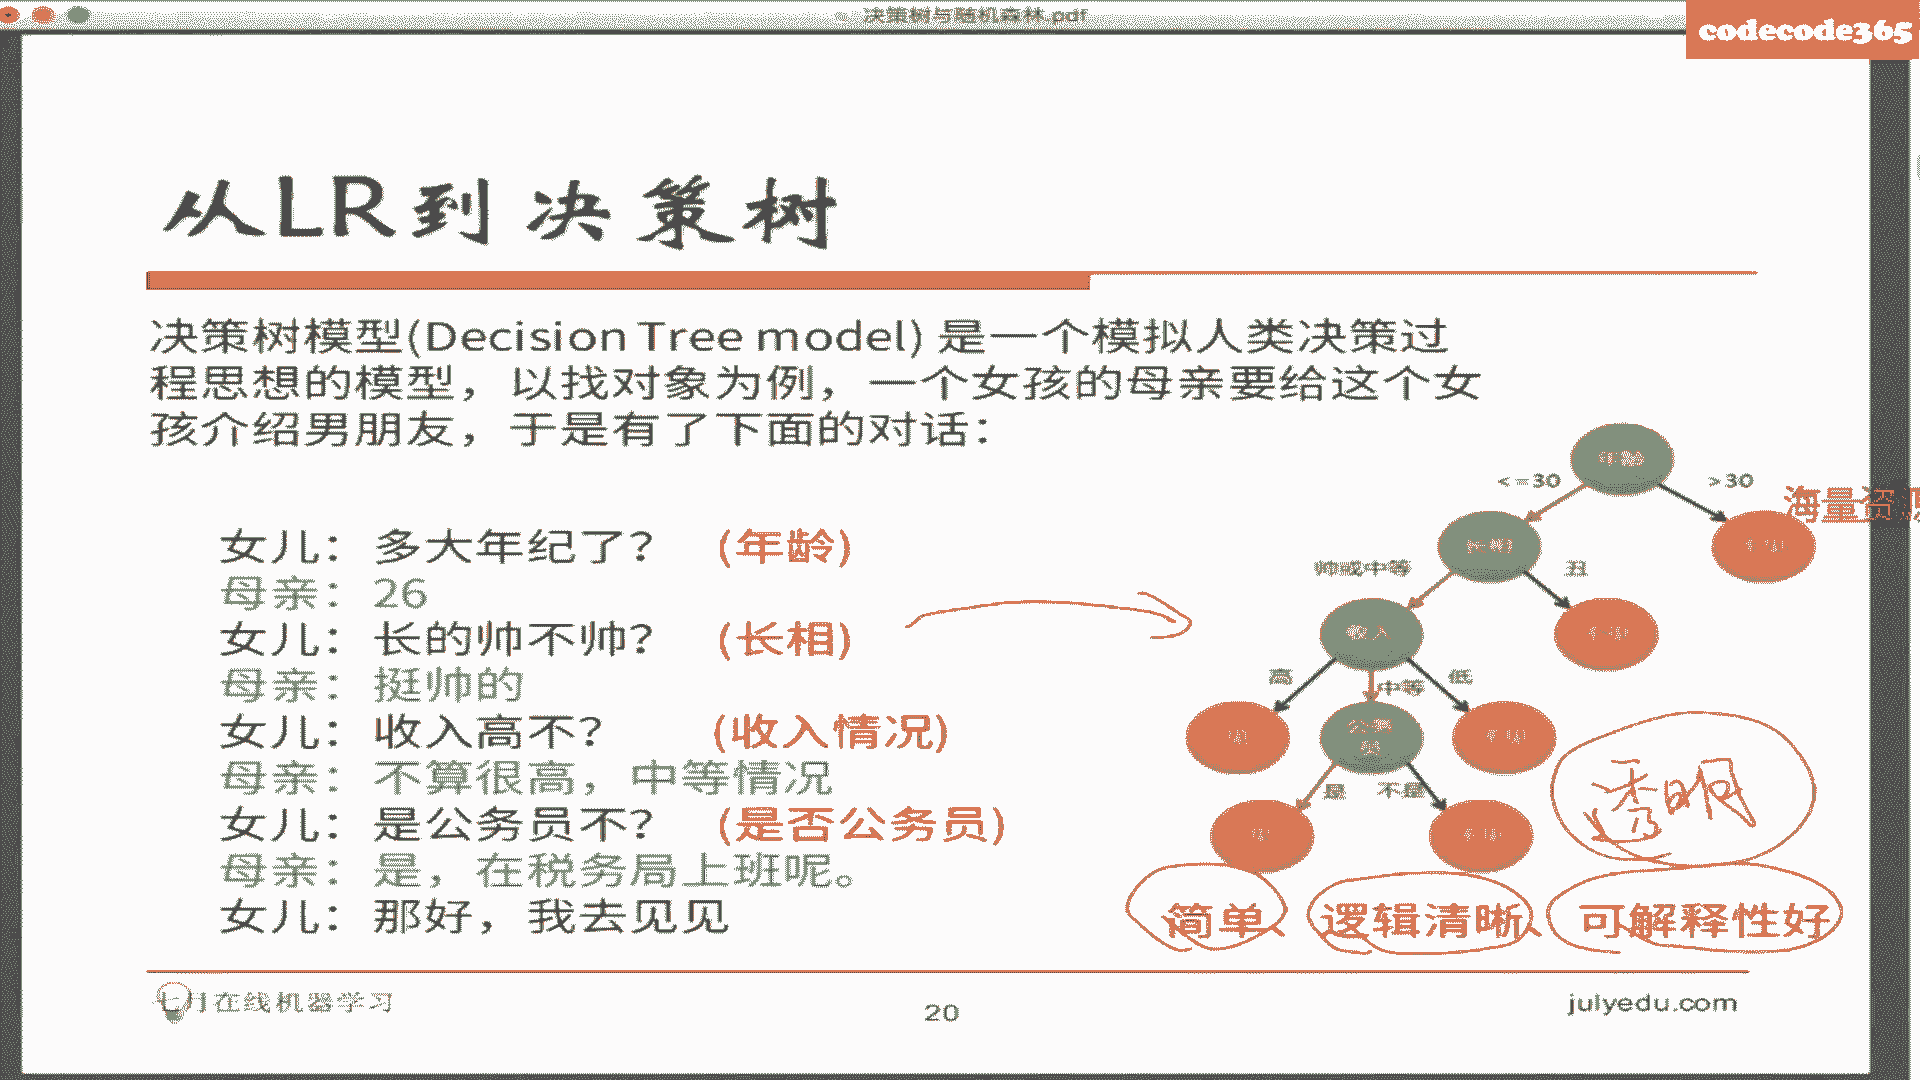 决策树与随机森林.pdf
codecode365
从LR到决策树
决策树模型(Decision Tree model) 是一个模拟人类决策过
程思想的模型，以找对象为例，一个女孩的母亲要给这个女
孩介绍男朋友，于是有了下面的对话：
女儿：多大年纪了？ (年龄)
母亲：26
女儿：长的帅不帅？ (长相)
母亲：挺帅的
女儿：收入高不？ (收入情况)
母亲：不算很高，中等情况
女儿：是公务员不？ (是否公务员)
母亲：是，在税务局上班呢。
女儿：那好，我去见见
年龄
<=30
>30
海量资源
长相
帅或中等
丑
收入
高
中等
低
公务员
是
不是
透明
简单、逻辑清晰、可解释性好
七月在线机器学习
20
julyedu.com